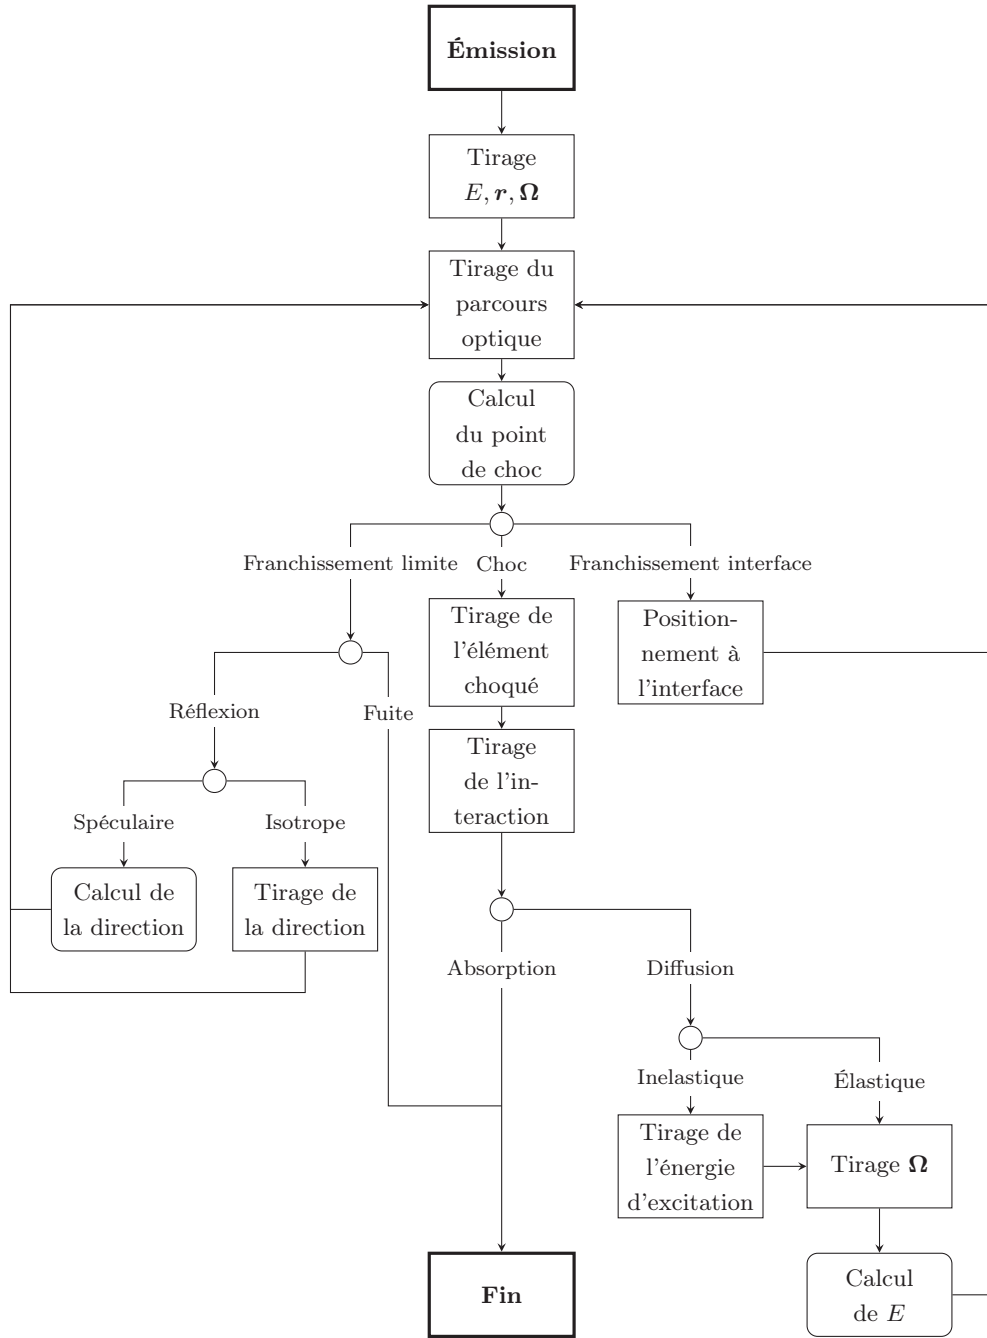 Émission
Tirage
E, r, Ω
Tirage du
parcours
optique
Calcul
du point
de choc
Franchissement limite
Choc
Franchissement interface
Tirage de
l'élément
choqué
Position-
nement à
l'interface
Réflexion
Fuite
Tirage
de l'in-
teraction
Spéculaire
Isotrope
Calcul de
la direction
Tirage de
la direction
Absorption
Diffusion
Inelastique
Élastique
Tirage de
l'énergie
d'excitation
Tirage Ω
Fin
Calcul
de E